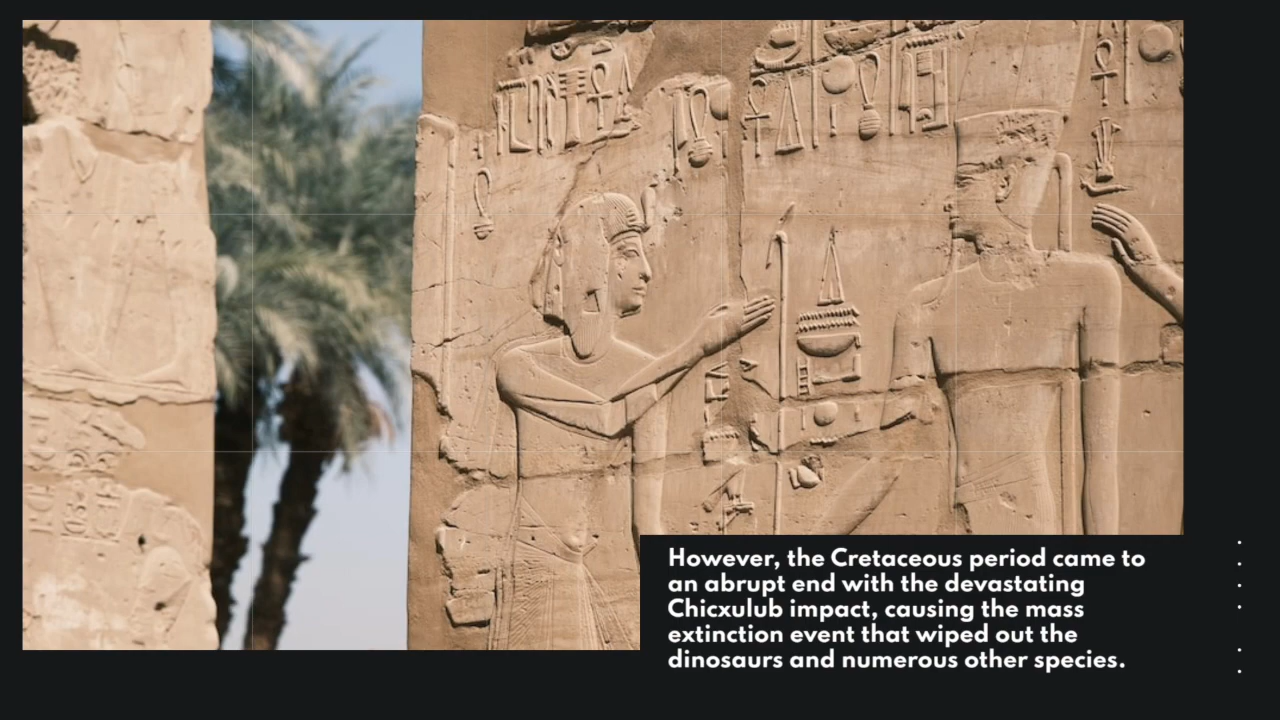 However, the Cretaceous period came to
an abrupt end with the devastating
Chicxulub impact, causing the mass
extinction event that wiped out the
dinosaurs and numerous other species.